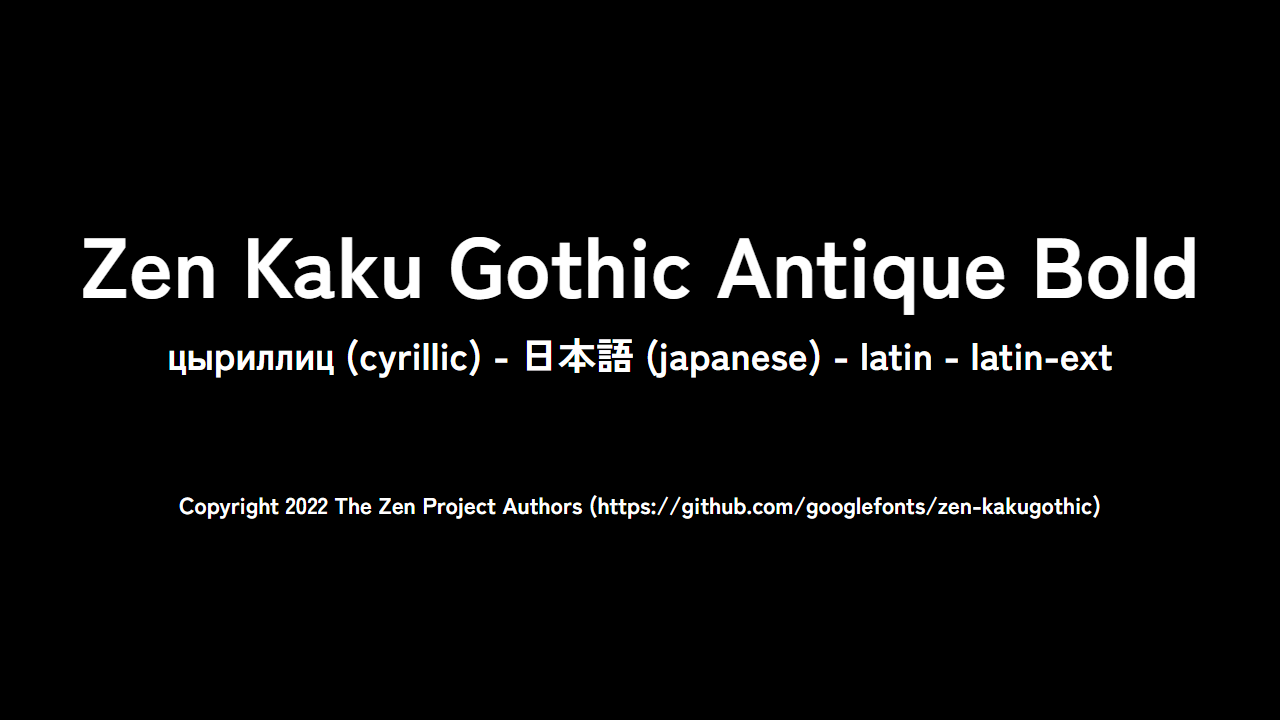 Zen Kaku Gothic Antique Bold
цыриллиц (cyrillic) - 日本語 (japanese) - latin - latin-ext
Copyright 2022 The Zen Project Authors (https://github.com/googlefonts/zen-kakugothic)